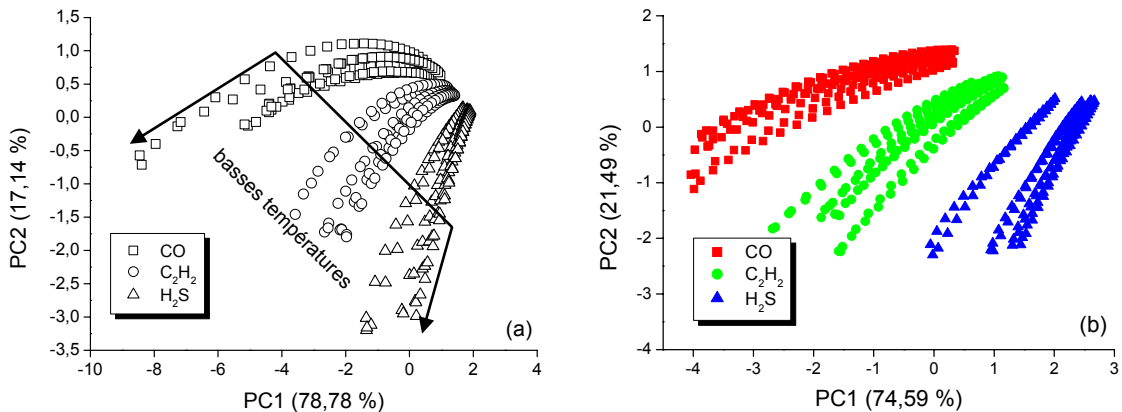 1,5
1,0
0,5
0,0
-0,5
-1,0
-1,5
-2,0
-2,5
-3,0
-3,5
PC2 (17,14 %)
basses températures
CO
C₂H₂
H₂S
(a)
-10 -8 -6 -4 -2 0 2 4
PC1 (78,78 %)
2
1
0
-1
-2
-3
-4
PC2 (21,49 %)
CO
C₂H₂
H₂S
(b)
-4 -3 -2 -1 0 1 2 3
PC1 (74,59 %)